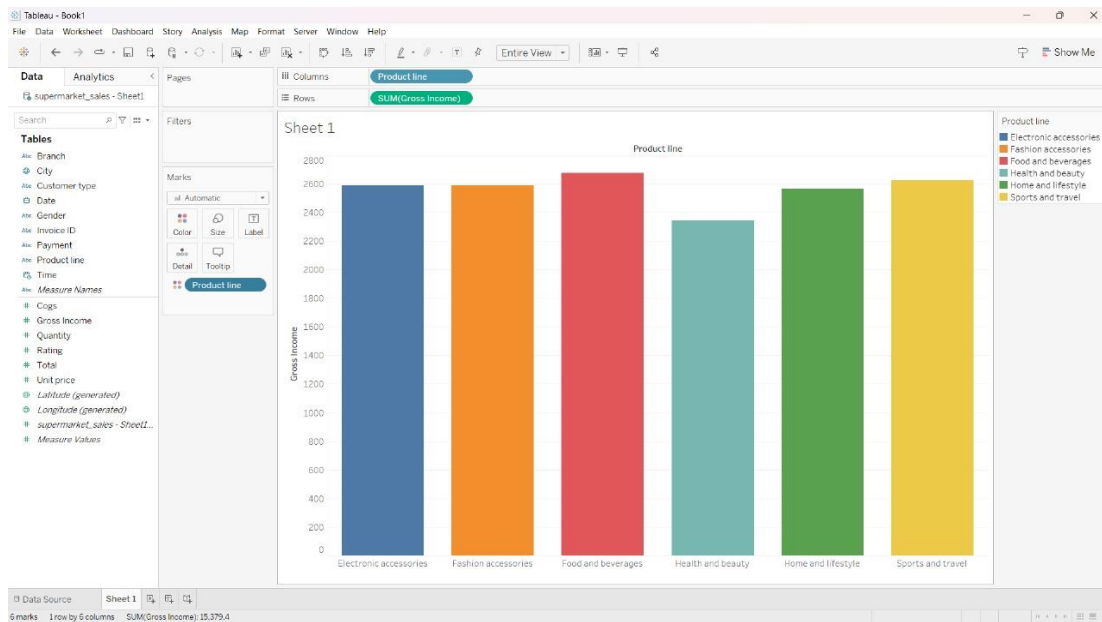 Tableau - Book1
File Data Worksheet Dashboard Story Analysis Map Format Server Window Help
Entire View
Show Me
Data Analytics
Pages
Columns Product line
supermarket_sales - Sheet1
Rows SUM(Gross Income)
Search
Filters
Tables
Abc Branch
City
Abc Customer type
Date
Abc Gender
Abc Invoice ID
Abc Payment
Abc Product line
Time
Abc Measure Names
# Cogs
# Gross Income
# Quantity
# Rating
# Total
# Unit price
Latitude (generated)
Longitude (generated)
# supermarket_sales - Sheet1...
# Measure Values
Marks
Automatic
Color Size Label
Detail Tooltip
Product line
Sheet 1
Product line
2800
2600
2400
2200
2000
1800
1600
1400
1200
1000
800
600
400
200
0
Gross Income
Electronic accessories Fashion accessories Food and beverages Health and beauty Home and lifestyle Sports and travel
Product line
Electronic accessories
Fashion accessories
Food and beverages
Health and beauty
Home and lifestyle
Sports and travel
Data Source Sheet 1
6 marks 1 row by 6 columns SUM(Gross Income): 15,379.4